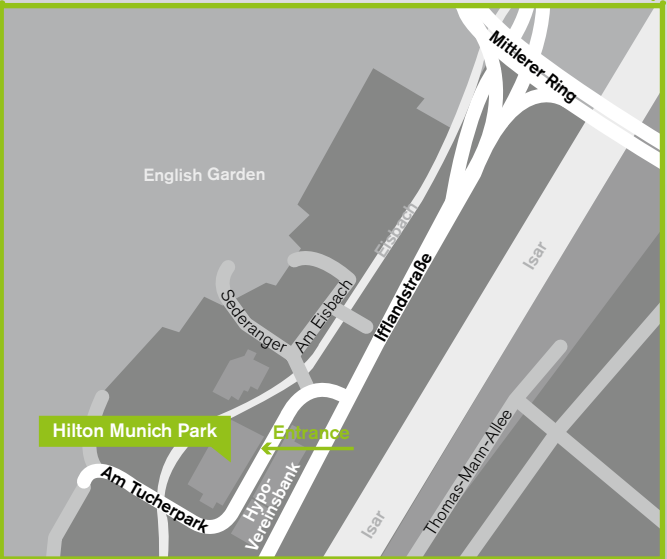 Mittlerer Ring
English Garden
Eisbach
Isar
Ifflandstraße
Sederanger
Am Eisbach
Hilton Munich Park
Entrance
Thomas-Mann-Allee
Am Tucherpark
Hypo-
Vereinsbank
Isar